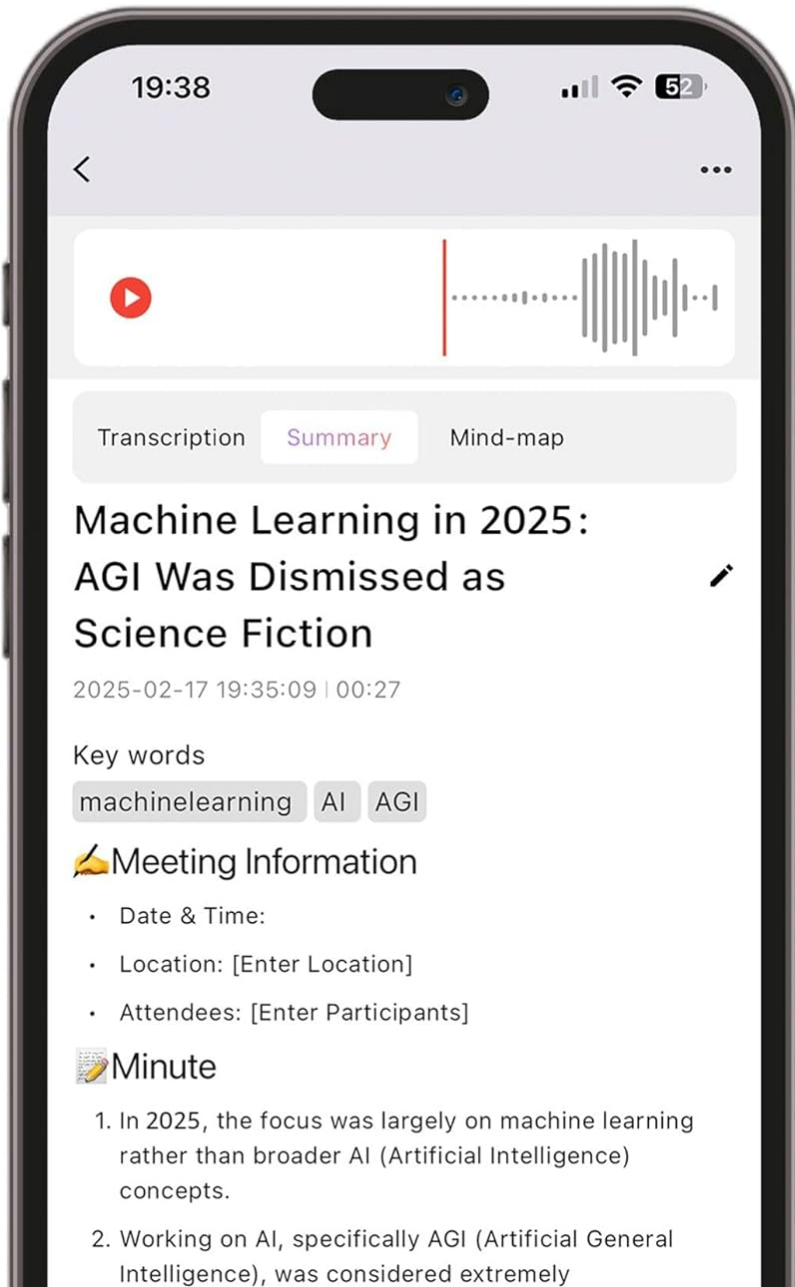 19:38
52
Transcription Summary Mind-map
Machine Learning in 2025:
AGI Was Dismissed as
Science Fiction
2025-02-17 19:35:09 | 00:27
Key words
machinelearning AI AGI
✍️Meeting Information
• Date & Time:
• Location: [Enter Location]
• Attendees: [Enter Participants]
📝Minute
1. In 2025, the focus was largely on machine learning
rather than broader AI (Artificial Intelligence)
concepts.
2. Working on AI, specifically AGI (Artificial General
Intelligence), was considered extremely